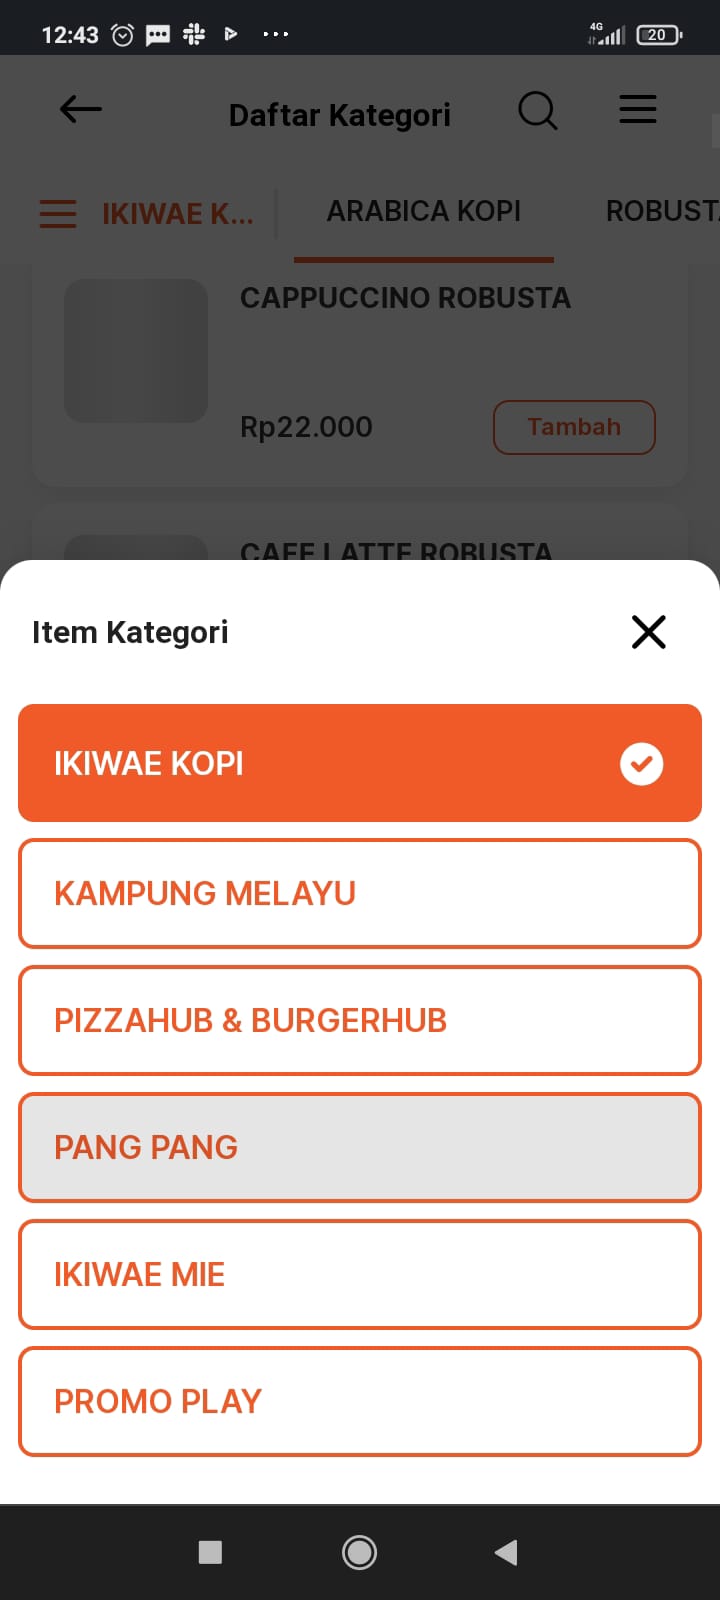 12:43
4G
20
Daftar Kategori
IKIWAE K...
ARABICA KOPI
ROBUSTA
CAPPUCCINO ROBUSTA
Rp22.000
Tambah
CAFE LATTE ROBUSTA
Item Kategori
IKIWAE KOPI
KAMPUNG MELAYU
PIZZAHUB & BURGERHUB
PANG PANG
IKIWAE MIE
PROMO PLAY